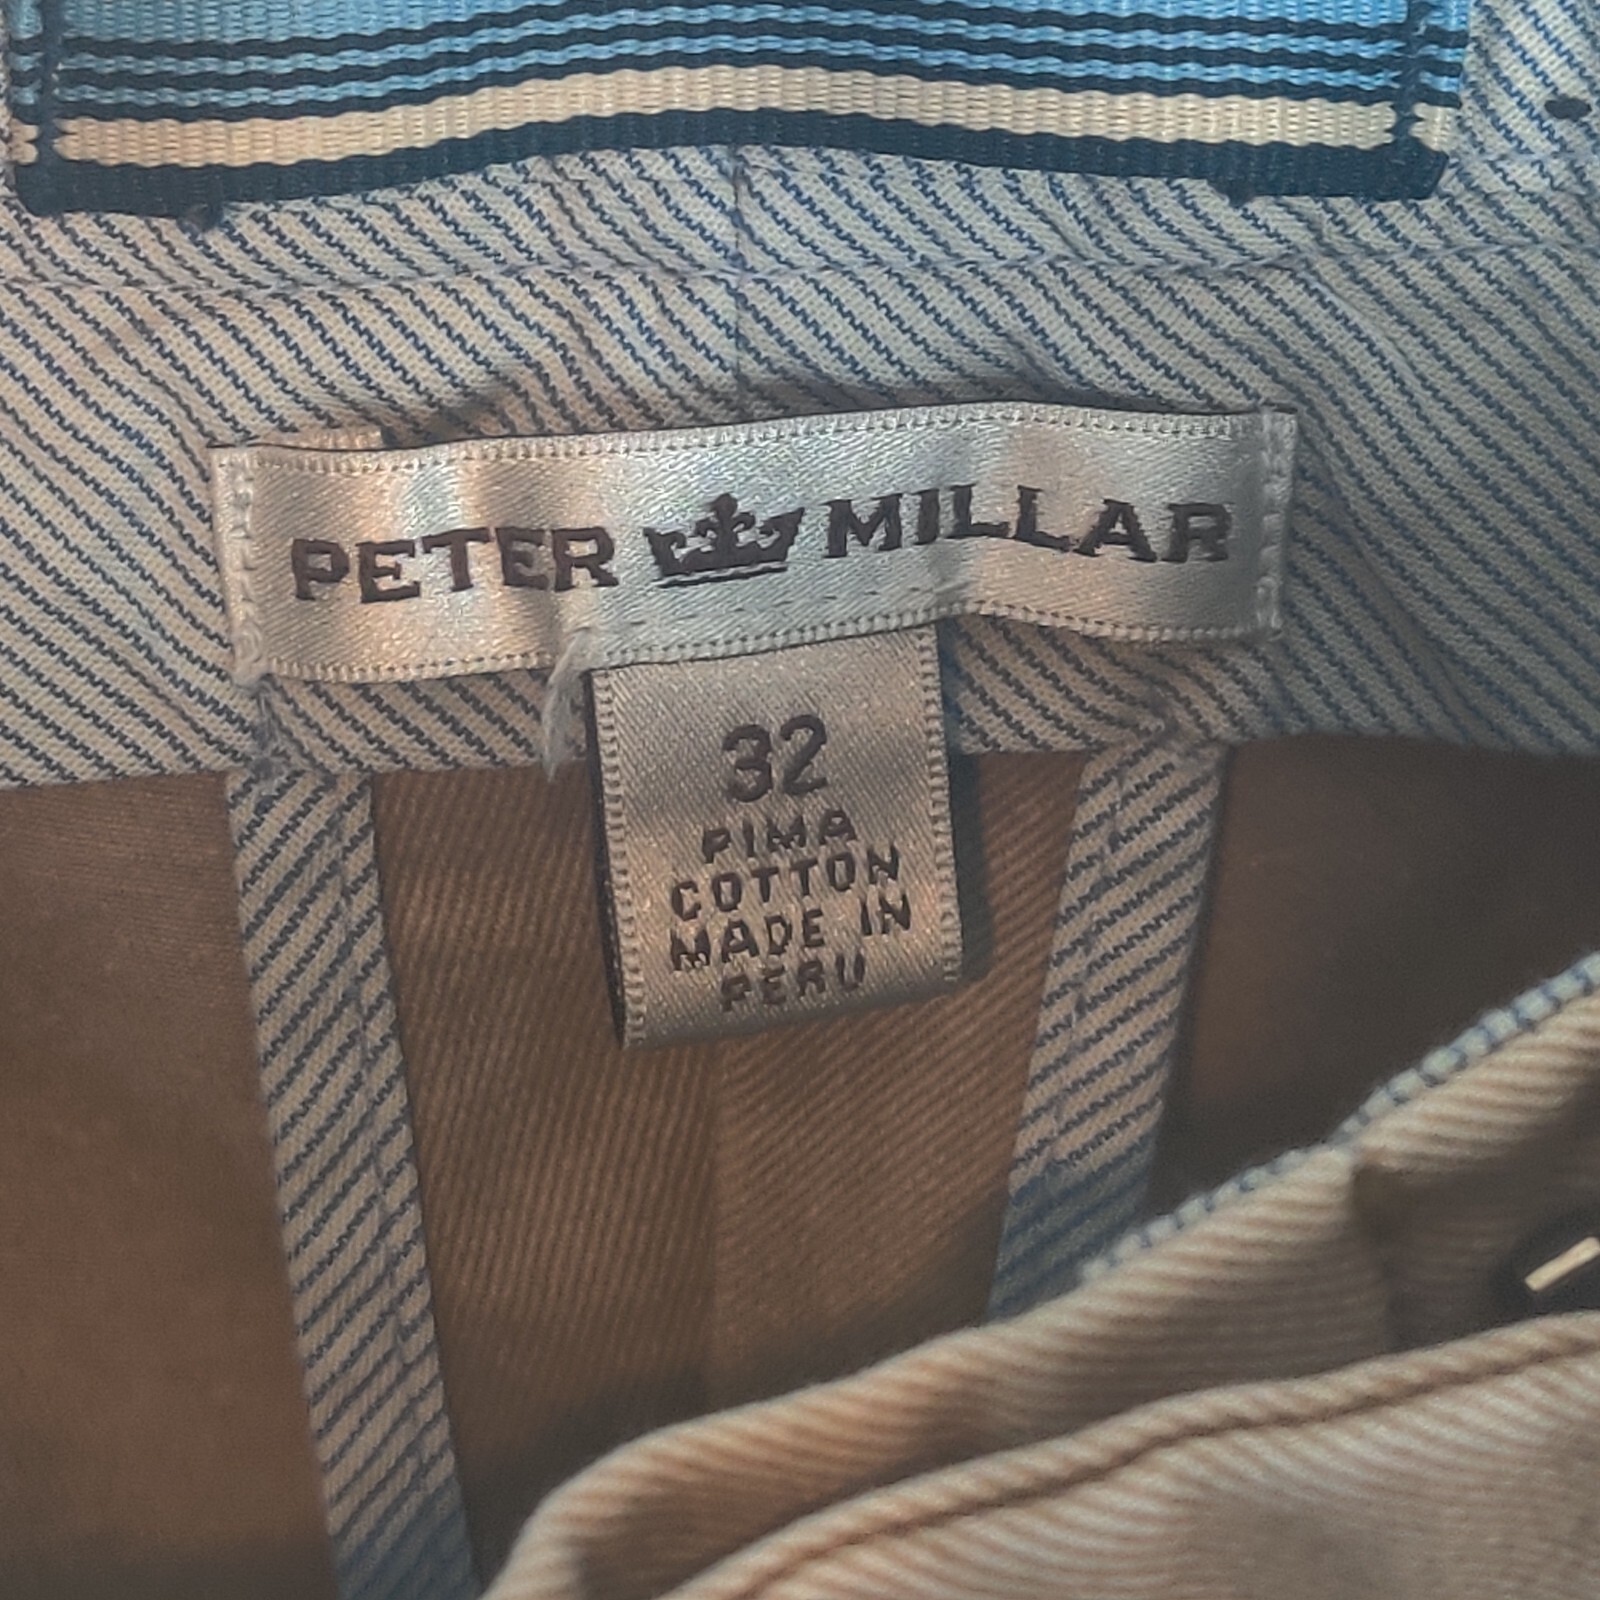 PETER MILLAR
32
PIMA
COTTON
MADE IN
PERU